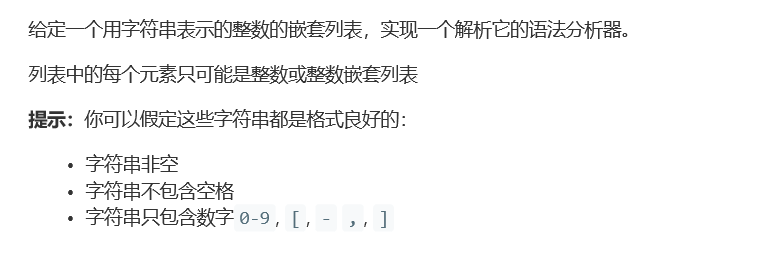 给定一个用字符串表示的整数的嵌套列表，实现一个解析它的语法分析器。
列表中的每个元素只可能是整数或整数嵌套列表
提示：你可以假定这些字符串都是格式良好的：
• 字符串非空
• 字符串不包含空格
• 字符串只包含数字 0-9, [, - ,, ]